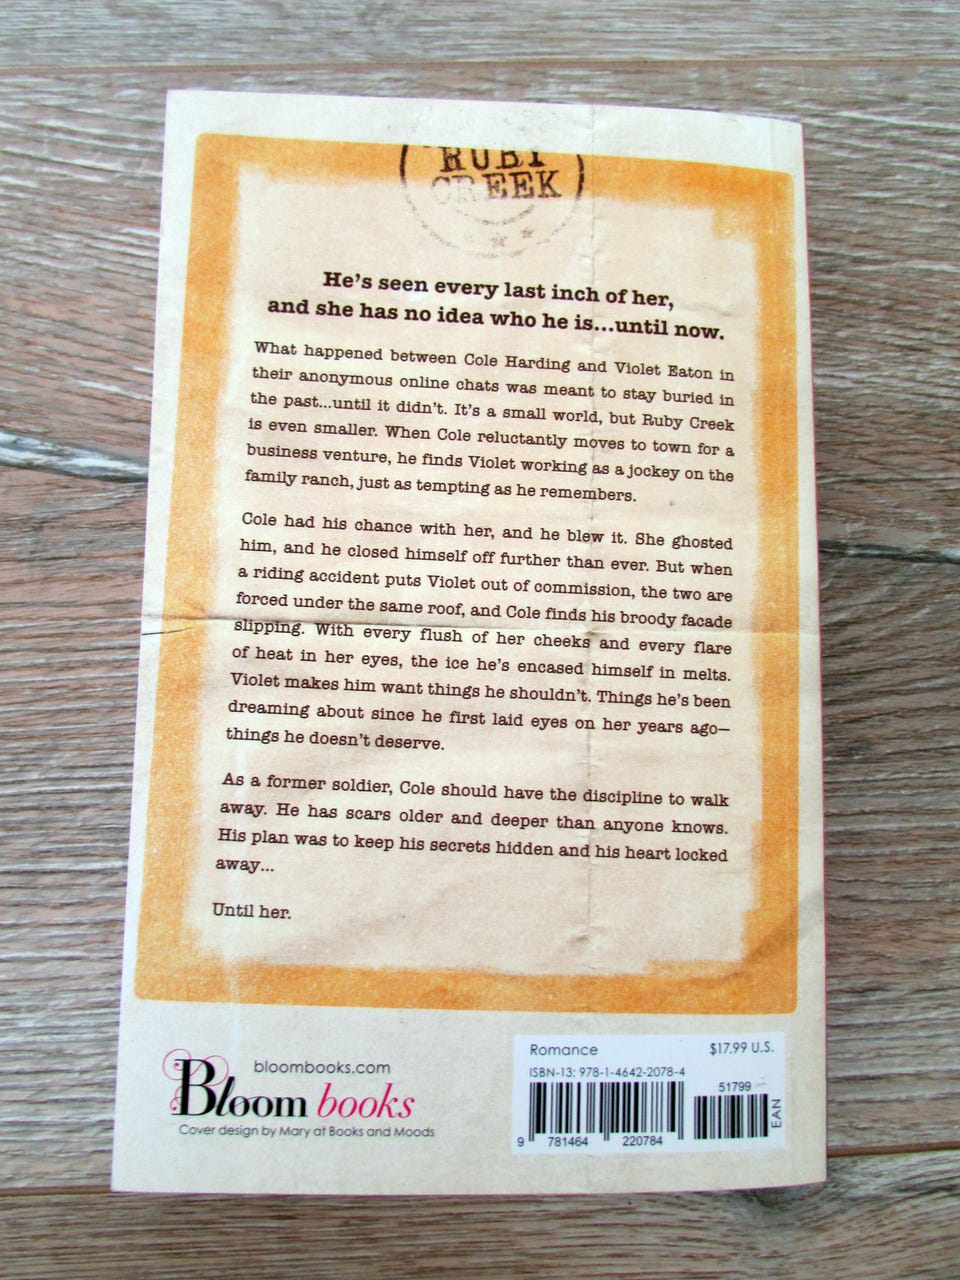 RUBY
CREEK
He's seen every last inch of her,
and she has no idea who he is...until now.
What happened between Cole Harding and Violet Eaton in
their anonymous online chats was meant to stay buried in
the past...until it didn't. It's a small world, but Ruby Creek
is even smaller. When Cole reluctantly moves to town for a
business venture, he finds Violet working as a jockey on the
family ranch, just as tempting as he remembers.
Cole had his chance with her, and he blew it. She ghosted
him, and he closed himself off further than ever. But when
a riding accident puts Violet out of commission, the two are
forced under the same roof, and Cole finds his broody facade
slipping. With every flush of her cheeks and every flare
of heat in her eyes, the ice he's encased himself in melts.
Violet makes him want things he shouldn't. Things he's been
dreaming about since he first laid eyes on her years ago—
things he doesn't deserve.
As a former soldier, Cole should have the discipline to walk
away. He has scars older and deeper than anyone knows.
His plan was to keep his secrets hidden and his heart locked
away...
Until her.
bloombooks.com
Bloom books
Cover design by Mary at Books and Moods
Romance $17.99 U.S.
ISBN-13: 978-1-4642-2078-4
51799
EAN
9 781464 220784